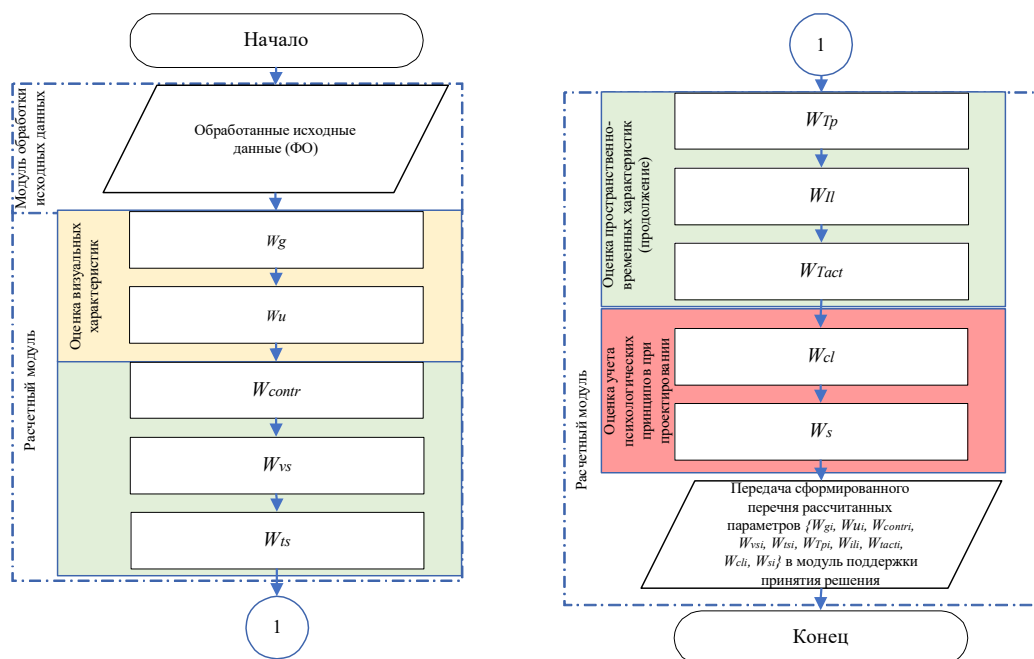 Начало
Модуль обработки
исходных данных
Обработанные исходные
данные (ФО)
Расчетный модуль
Оценка визуальных
характеристик
Wg
Wu
Wcontr
Wvs
Wts
1
1
Расчетный модуль
Оценка пространственно-
временных характеристик
(продолжение)
WTp
WIl
WTact
Оценка учета
психологических
принципов при
проектировании
Wcl
Ws
Передача сформированного
перечня рассчитанных
параметров {Wgi, Wui, Wcontri,
Wvsi, Wtsi, WTpi, Wili, Wtacti,
Wcli, Wsi} в модуль поддержки
принятия решения
Конец